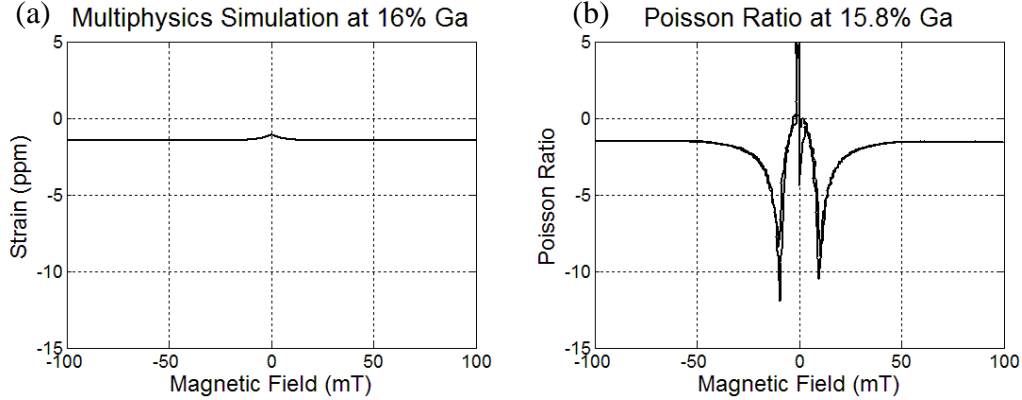 (a) Multiphysics Simulation at 16% Ga
5
0
-5
-10
-15
Strain (ppm)
-100 -50 0 50 100
Magnetic Field (mT)
(b) Poisson Ratio at 15.8% Ga
5
0
-5
-10
-15
Poisson Ratio
-100 -50 0 50 100
Magnetic Field (mT)